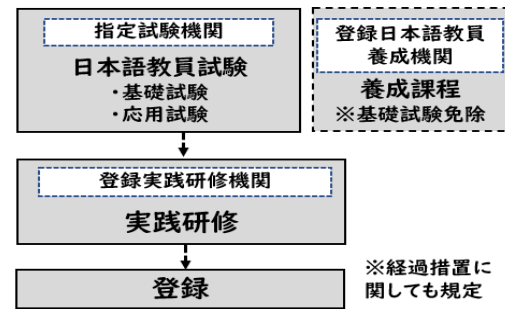 指定試験機関
日本語教員試験
・基礎試験
・応用試験
登録日本語教員
養成機関
養成課程
※基礎試験免除
登録実践研修機関
実践研修
登録
※経過措置に
関しても規定